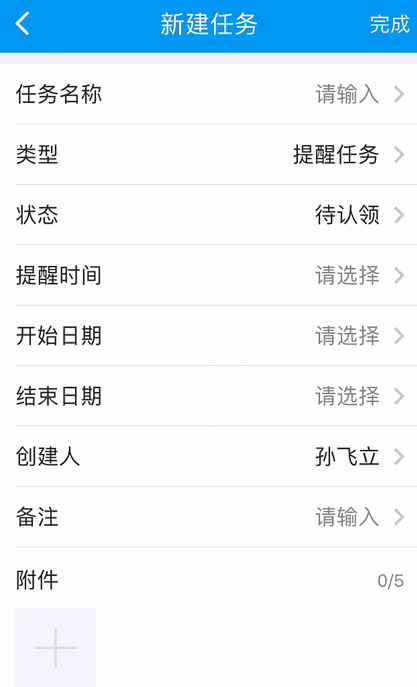 新建任务 完成
任务名称 请输入
类型 提醒任务
状态 待认领
提醒时间 请选择
开始日期 请选择
结束日期 请选择
创建人 孙飞立
备注 请输入
附件 0/5